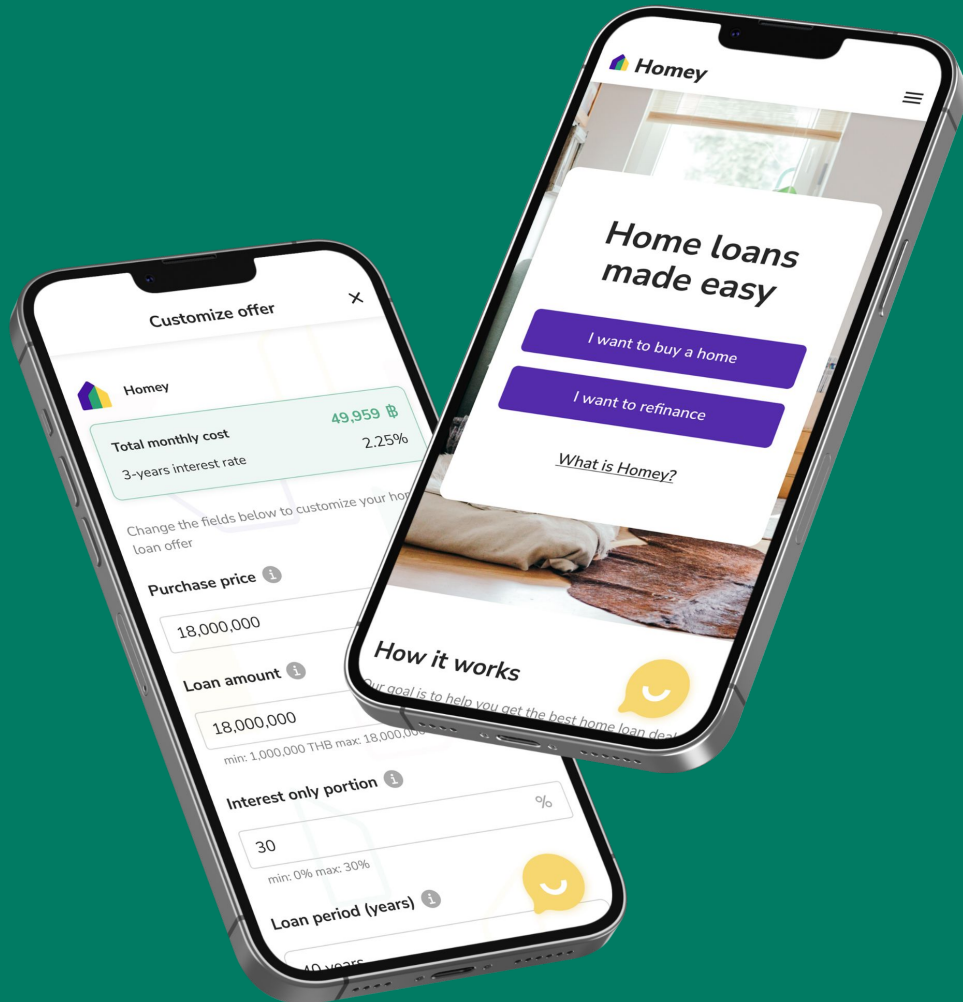 Homey
Home loans
made easy
I want to buy a home
I want to refinance
What is Homey?
How it works
Our goal is to help you get the best home loan deal
Customize offer
Homey
Total monthly cost
49,959 ฿
3-years interest rate
2.25%
Change the fields below to customize your
loan offer
Purchase price
18,000,000
Loan amount
18,000,000
min: 1,000,000 THB max: 18,000,000
Interest only portion
30
%
min: 0% max: 30%
Loan period (years)
40 years